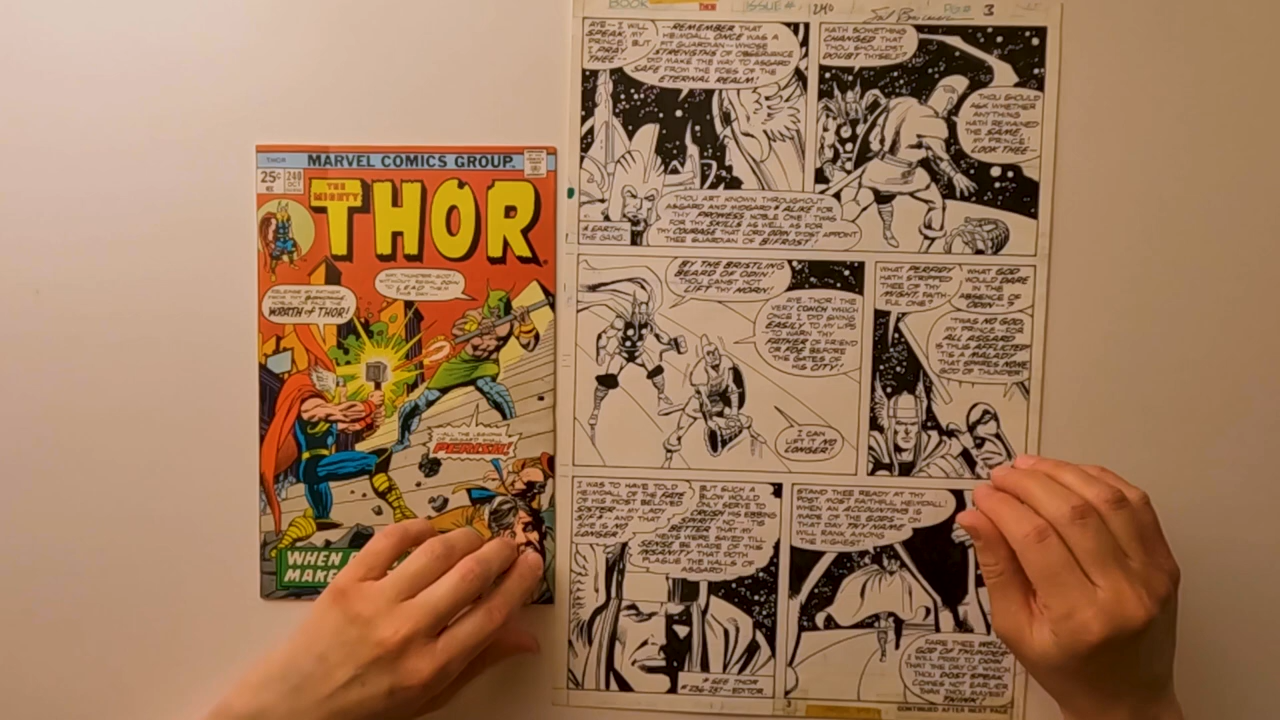 THOR
MARVEL COMICS GROUP
25¢
240
OCT
THE
MIGHTY
THOR
NAY, THUNDER-GOD!
WITHOUT REGAL ODIN
TO LEAD THEM
THIS DAY--
RELEASE MY FATHER
WRATH OF THOR!
--ALL THE LEGIONS
OF ASGARD SHALL
PERISH!
WHEN
MAKE
BOOK
THOR
ISSUE #
240
Sal Buscema
PG #
3
AYE-- I WILL
SPEAK, MY
PRINCE! BUT
I PRAY
THEE--
--REMEMBER THAT
HEIMDALL ONCE WAS A
FIT GUARDIAN--WHOSE
STRENGTHS OF OBSERVANCE
DID MAKE THE WAY TO ASGARD
SAFE FROM THE FOES OF THE
ETERNAL REALM!
THOU ART KNOWN THROUGHOUT
ASGARD AND MIDGARD * ALIKE FOR
THY PROWESS, NOBLE ONE! 'TWAS
FOR THY SKILLS AS WELL AS FOR
THY COURAGE THAT LORD ODIN DIDST APPOINT
THEE GUARDIAN OF BIFROST!
* EARTH--
THE GANG.
HATH SOMETHING
CHANGED THAT
THOU SHOULDST
DOUBT THYSELF?
THOU SHOULD
ASK WHETHER
ANYTHING
HATH REMAINED
THE SAME,
MY PRINCE!
LOOK THEE--
BY THE BRISTLING
BEARD OF ODIN!
THOU CANST NOT
LIFT THY HORN!
AYE, THOR! THE
VERY CONCH WHICH
ONCE I DID SWING
EASILY TO MY LIPS
--TO WARN THY
FATHER OF FRIEND
OR FOE BEFORE
THE GATES OF
HIS CITY!
I CAN
LIFT IT NO
LONGER!
WHAT PERFIDY
HATH STRIPPED
THEE OF THY
MIGHT, FAITH-
FUL ONE?
WHAT GOD
WOULD DARE
IN THE
ABSENCE OF
ODIN--?
'TWAS NO GOD,
MY PRINCE--FOR
ALL ASGARD
IS THUS AFFLICTED!
'TIS A MALADY
THAT SPARES NONE,
GOD OF THUNDER!
I WAS TO HAVE TOLD
HEIMDALL OF THE FATE
OF HIS MOST BELOVED
SISTER-- MY LADY
SIF*-- AND THAT
SHE IS NO
LONGER!
BUT SUCH A
BLOW WOULD
ONLY SERVE TO
CRUSH HIS EBBING
SPIRIT! NO--'TIS
BETTER THAT MY
NEWS WERE SAVED TILL
SENSE BE MADE OF THIS
INSANITY THAT DOTH
PLAGUE THE HALLS OF
ASGARD!
* SEE THOR
# 236-237--EDITOR.
STAND THEE READY AT THY
POST, MOST FAITHFUL HEIMDALL!
WHEN AN ACCOUNTING IS
MADE OF THE GODS-- ON
THAT DAY THY NAME
WILL RANK AMONG
THE HIGHEST!
FARE THEE WELL,
GOD OF THUNDER!
I WILL PRAY TO ODIN
THAT THE DAY OF WHICH
THOU DOST SPEAK
COMES NOT EARLIER
THAN THOU MAYEST
THINK!
3
CONTINUED AFTER NEXT PAGE